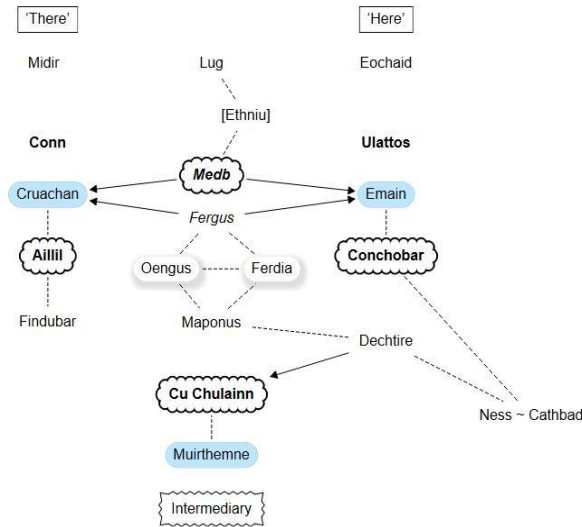 'There'
'Here'
Midir
Lug
Eochaid
[Ethniu]
Conn
Ulattos
Medb
Cruachan
Emain
Fergus
Aillil
Conchobar
Oengus
Ferdia
Findubar
Maponus
Dechtire
Cu Chulainn
Ness ~ Cathbad
Muirthemne
Intermediary